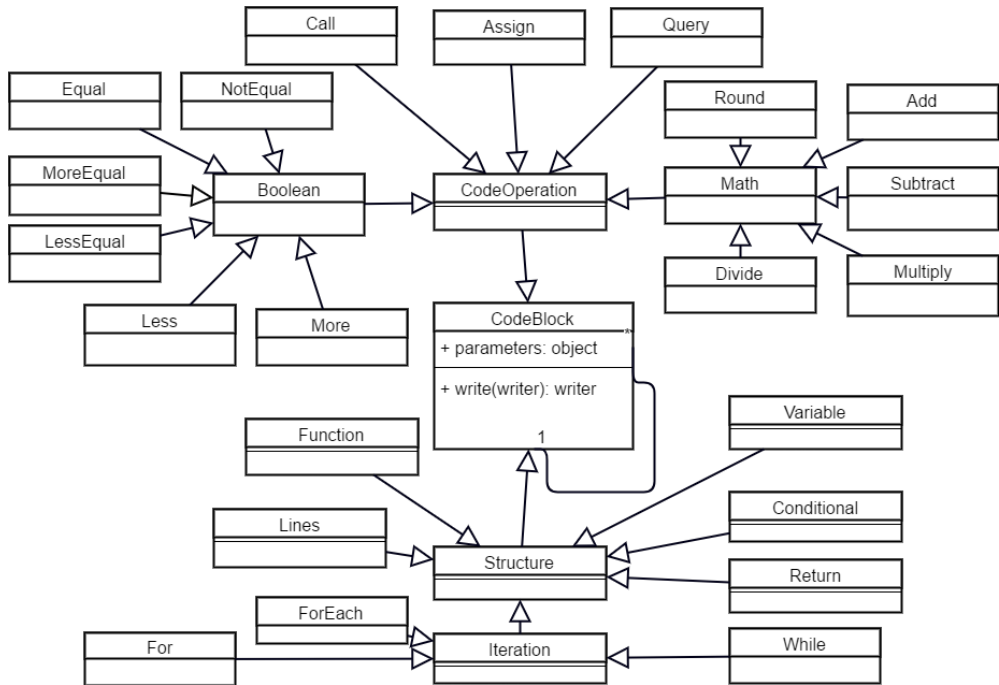 Call
Assign
Query
Equal
NotEqual
Round
Add
MoreEqual
Boolean
CodeOperation
Math
Subtract
LessEqual
Divide
Multiply
Less
More
CodeBlock
*
+ parameters: object
+ write(writer): writer
1
Variable
Function
Lines
Conditional
Structure
Return
ForEach
For
Iteration
While